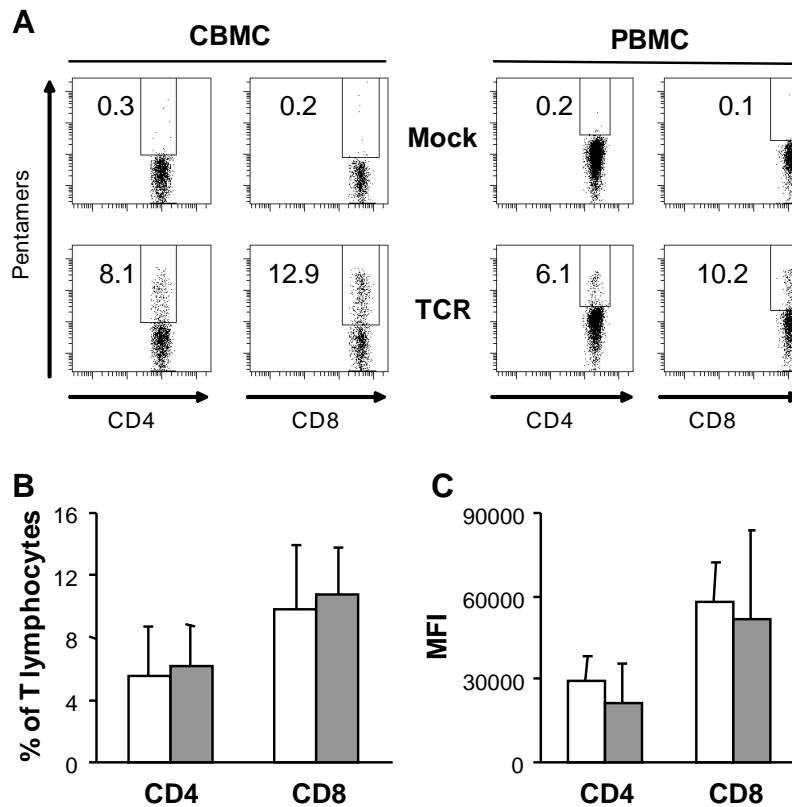 A
CBMC
PBMC
0.3
0.2
Mock
0.2
0.1
Pentamers
8.1
12.9
TCR
6.1
10.2
CD4
CD8
CD4
CD8
B
% of T lymphocytes
16
12
8
4
0
CD4
CD8
C
MFI
90000
60000
30000
0
CD4
CD8